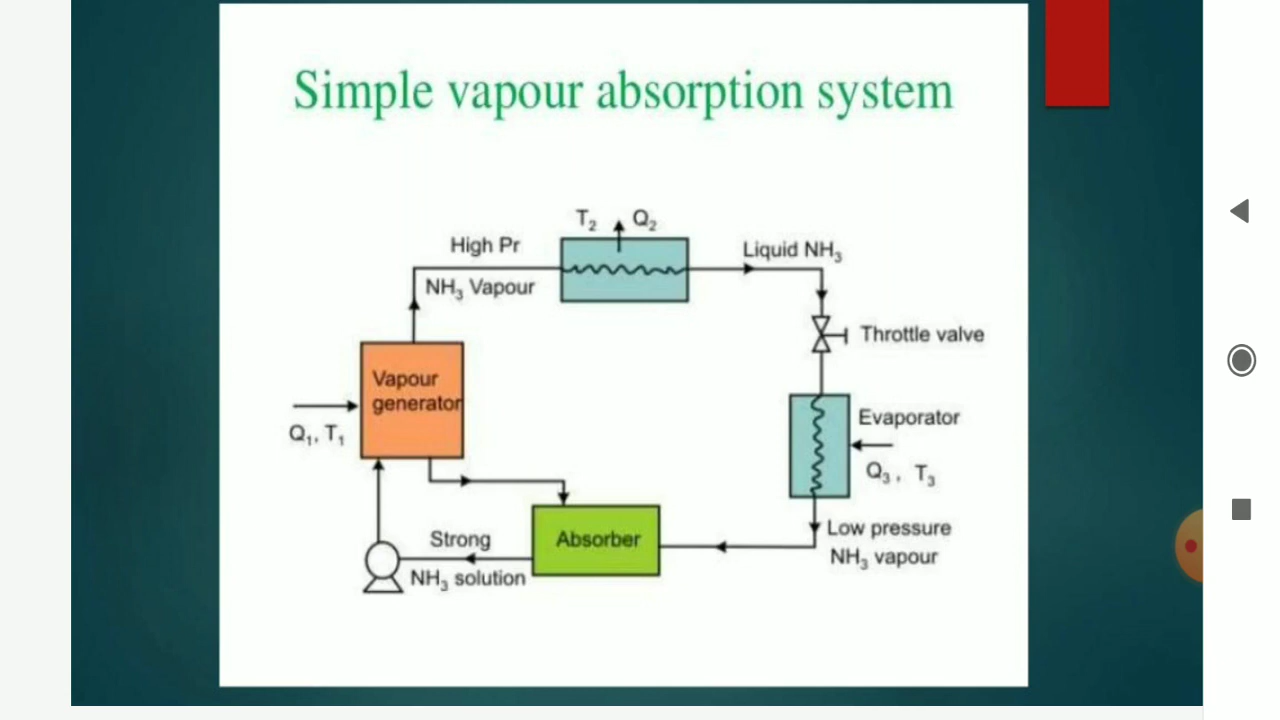 Simple vapour absorption system
T₂ Q₂
High Pr
NH₃ Vapour
Liquid NH₃
Throttle valve
Vapour
generator
Q₁, T₁
Evaporator
Q₃, T₃
Strong
NH₃ solution
Absorber
Low pressure
NH₃ vapour